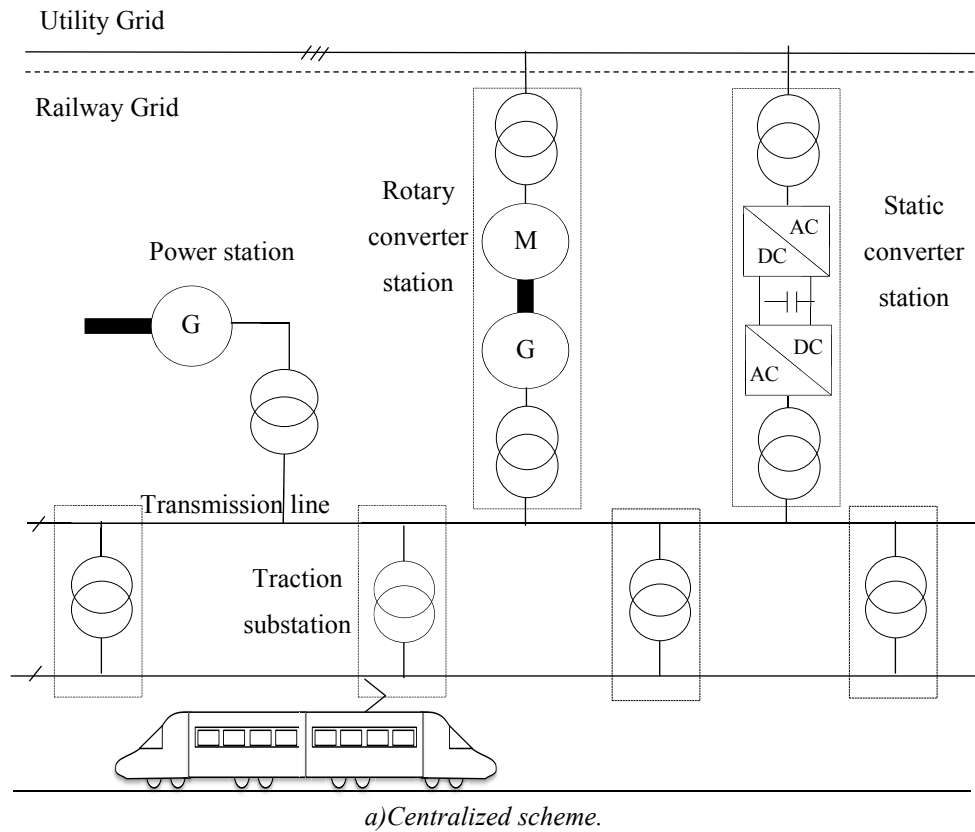 Utility Grid
Railway Grid
Rotary
converter
station
M
G
AC
DC
DC
AC
Static
converter
station
Power station
G
Transmission line
Traction
substation
a)Centralized scheme.